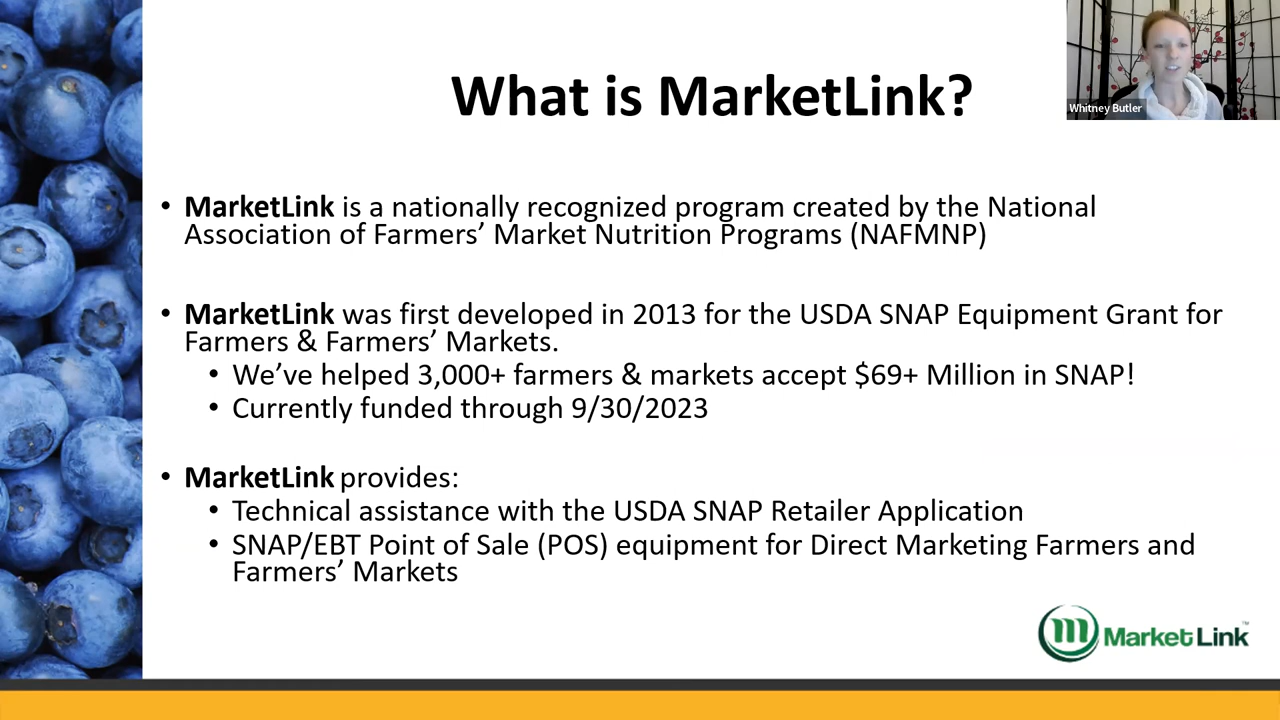 What is MarketLink?
Whitney Butler
• MarketLink is a nationally recognized program created by the National
Association of Farmers’ Market Nutrition Programs (NAFMNP)
• MarketLink was first developed in 2013 for the USDA SNAP Equipment Grant for
Farmers & Farmers’ Markets.
• We’ve helped 3,000+ farmers & markets accept $69+ Million in SNAP!
• Currently funded through 9/30/2023
• MarketLink provides:
• Technical assistance with the USDA SNAP Retailer Application
• SNAP/EBT Point of Sale (POS) equipment for Direct Marketing Farmers and
Farmers’ Markets
m Market Link™